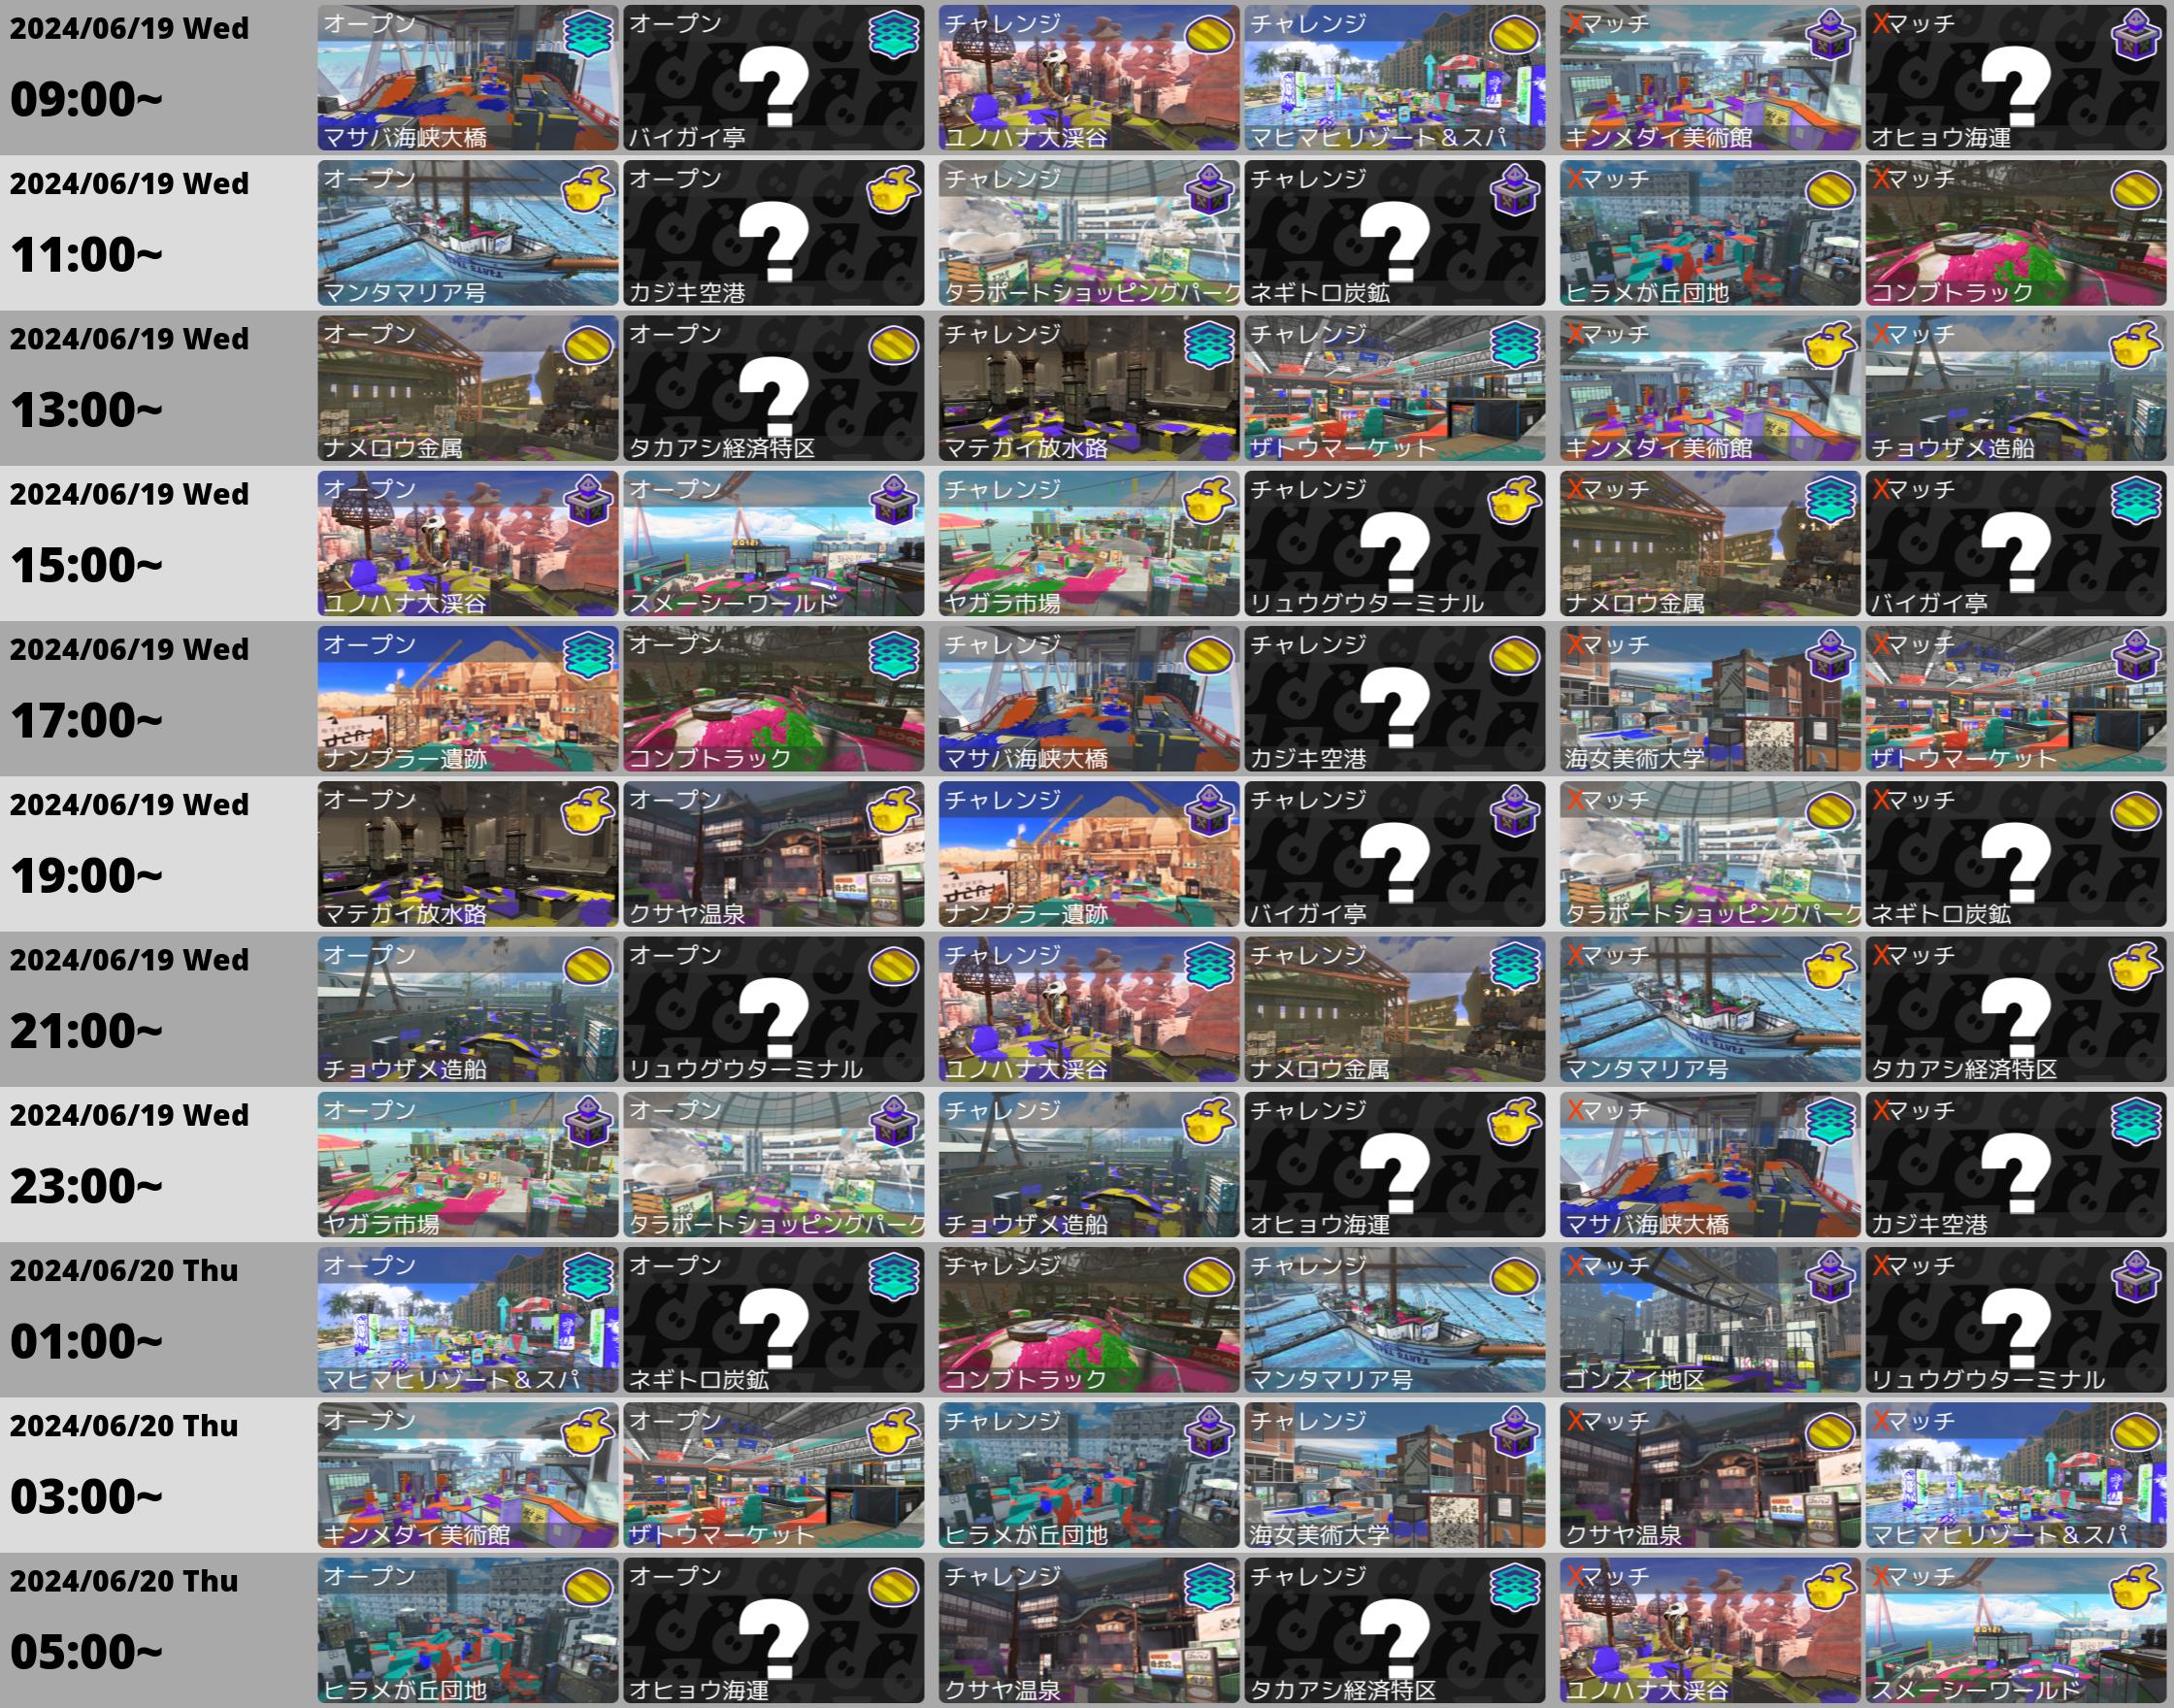 2024/06/19 Wed
09:00~
オープン
マサバ海峡大橋
オープン
バイガイ亭
チャレンジ
ユノハナ大渓谷
チャレンジ
マヒマヒリゾート&スパ
Xマッチ
キンメダイ美術館
Xマッチ
オヒョウ海運
2024/06/19 Wed
11:00~
オープン
マンタマリア号
オープン
カジキ空港
チャレンジ
タラポートショッピングパーク
チャレンジ
ネギトロ炭鉱
Xマッチ
ヒラメが丘団地
Xマッチ
コンブトラック
2024/06/19 Wed
13:00~
オープン
ナメロウ金属
オープン
タカアシ経済特区
チャレンジ
マテガイ放水路
チャレンジ
ザトウマーケット
Xマッチ
キンメダイ美術館
Xマッチ
チョウザメ造船
2024/06/19 Wed
15:00~
オープン
ユノハナ大渓谷
オープン
スメーシーワールド
チャレンジ
ヤガラ市場
チャレンジ
リュウグウターミナル
Xマッチ
ナメロウ金属
Xマッチ
バイガイ亭
2024/06/19 Wed
17:00~
オープン
ナンプラー遺跡
オープン
コンブトラック
チャレンジ
マサバ海峡大橋
チャレンジ
カジキ空港
Xマッチ
海女美術大学
Xマッチ
ザトウマーケット
2024/06/19 Wed
19:00~
オープン
マテガイ放水路
オープン
クサヤ温泉
チャレンジ
ナンプラー遺跡
チャレンジ
バイガイ亭
Xマッチ
タラポートショッピングパーク
Xマッチ
ネギトロ炭鉱
2024/06/19 Wed
21:00~
オープン
チョウザメ造船
オープン
リュウグウターミナル
チャレンジ
ユノハナ大渓谷
チャレンジ
ナメロウ金属
Xマッチ
マンタマリア号
Xマッチ
タカアシ経済特区
2024/06/19 Wed
23:00~
オープン
ヤガラ市場
オープン
タラポートショッピングパーク
チャレンジ
チョウザメ造船
チャレンジ
オヒョウ海運
Xマッチ
マサバ海峡大橋
Xマッチ
カジキ空港
2024/06/20 Thu
01:00~
オープン
マヒマヒリゾート&スパ
オープン
ネギトロ炭鉱
チャレンジ
コンブトラック
チャレンジ
マンタマリア号
Xマッチ
ゴンズイ地区
Xマッチ
リュウグウターミナル
2024/06/20 Thu
03:00~
オープン
キンメダイ美術館
オープン
ザトウマーケット
チャレンジ
ヒラメが丘団地
チャレンジ
海女美術大学
Xマッチ
クサヤ温泉
Xマッチ
マヒマヒリゾート&スパ
2024/06/20 Thu
05:00~
オープン
ヒラメが丘団地
オープン
オヒョウ海運
チャレンジ
クサヤ温泉
チャレンジ
タカアシ経済特区
Xマッチ
ユノハナ大渓谷
Xマッチ
スメーシーワールド